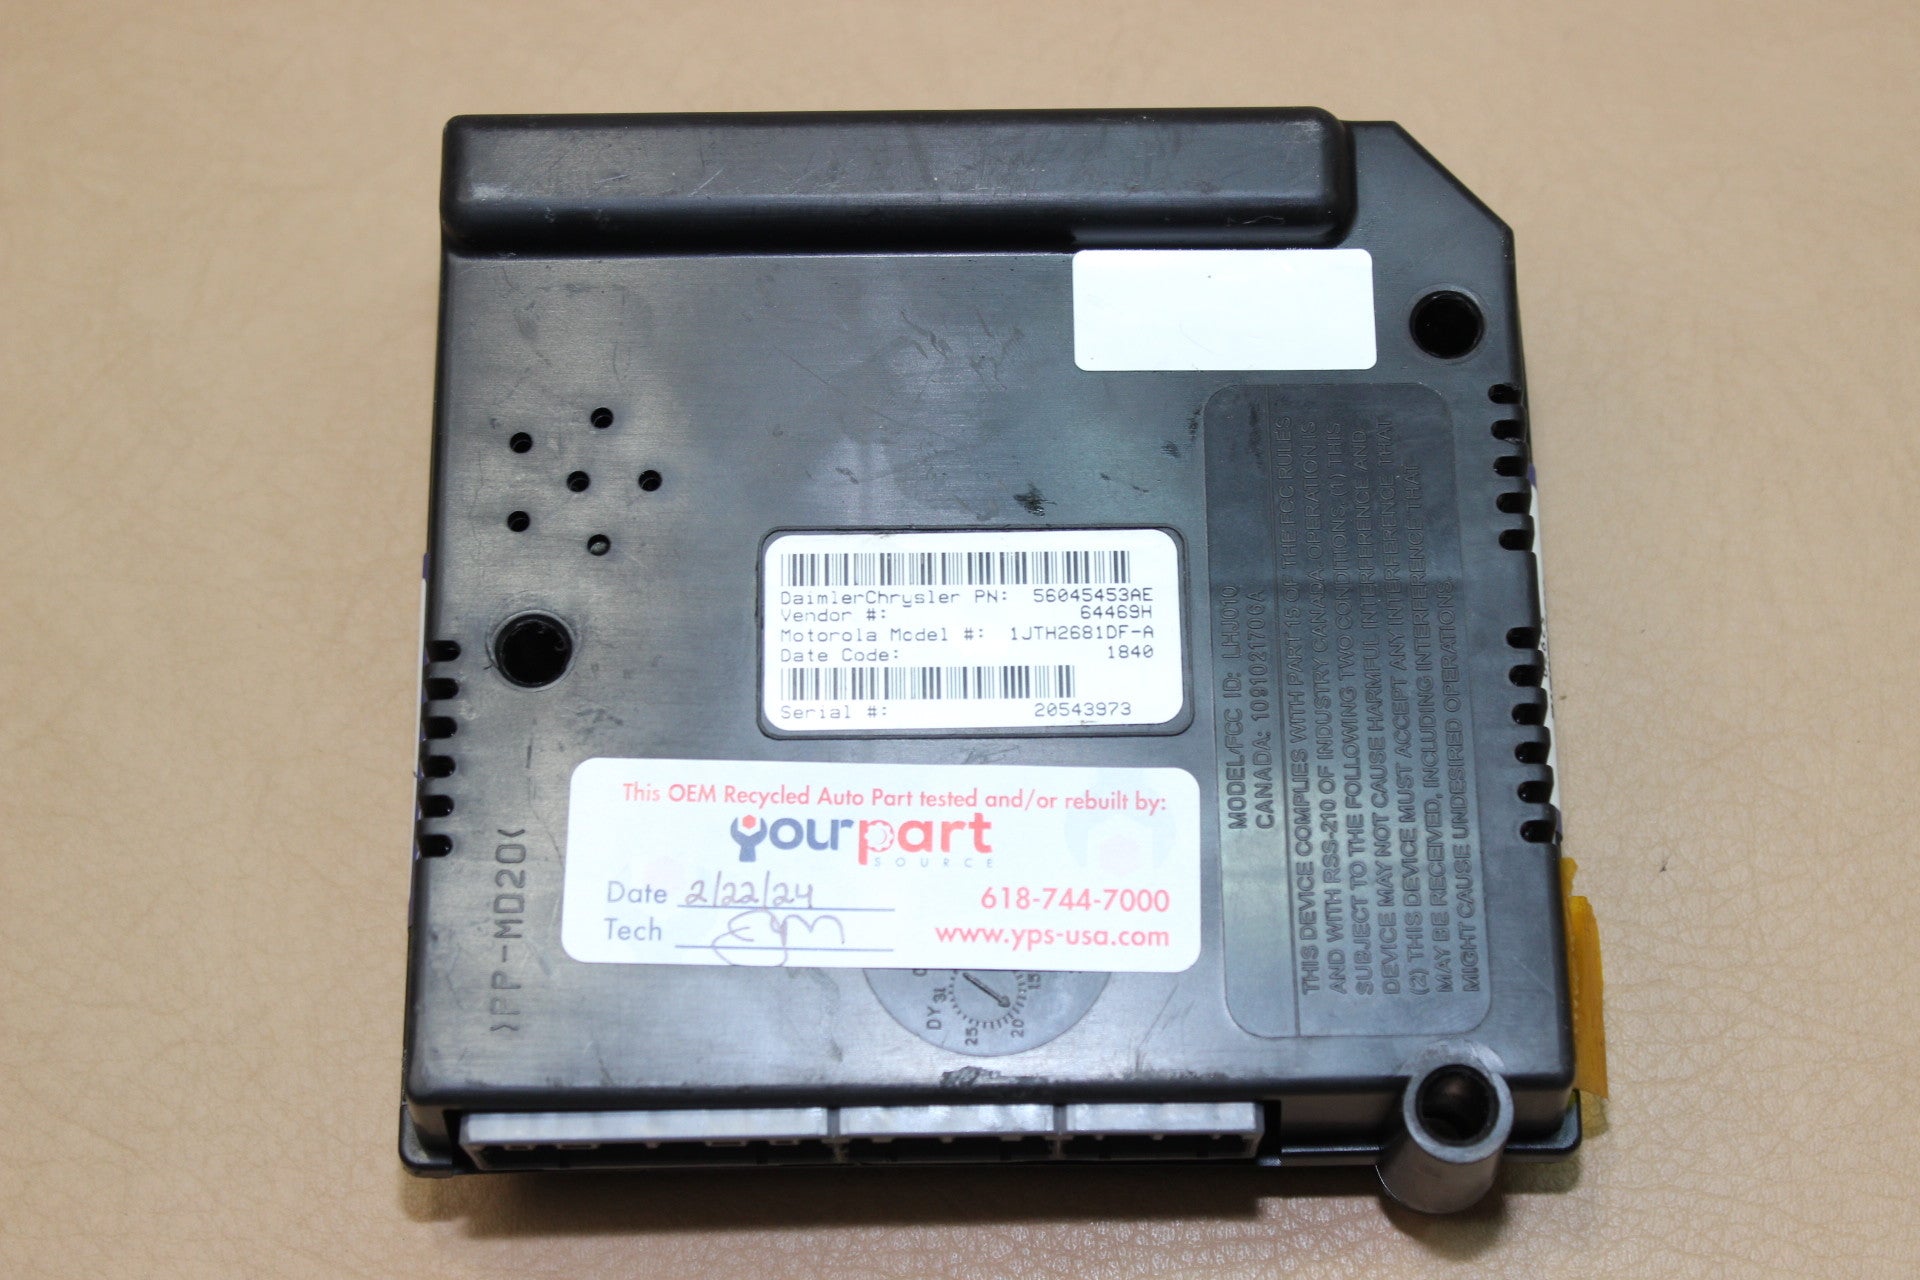 DaimlerChrysler PN: 56045453AE
Vendor #: 64469H
Motorola Model #: 1JTH2681DF-A
Date Code: 1840
Serial #: 20543973
This OEM Recycled Auto Part tested and/or rebuilt by:
yourpart
SOURCE
Date 2/22/24
618-744-7000
Tech
www.yps-usa.com
>PP-MD20<
MODEL/FCC ID: LHJ010
CANADA: 1091021706A
THIS DEVICE COMPLIES WITH PART 15 OF THE FCC RULES
AND WITH RSS-210 OF INDUSTRY CANADA. OPERATION IS
SUBJECT TO THE FOLLOWING TWO CONDITIONS, (1) THIS
DEVICE MAY NOT CAUSE HARMFUL INTERFERENCE AND
(2) THIS DEVICE MUST ACCEPT ANY INTERFERENCE THAT
MAY BE RECEIVED, INCLUDING INTERFERENCE THAT
MIGHT CAUSE UNDESIRED OPERATIONS.
DY 31
25
20
15